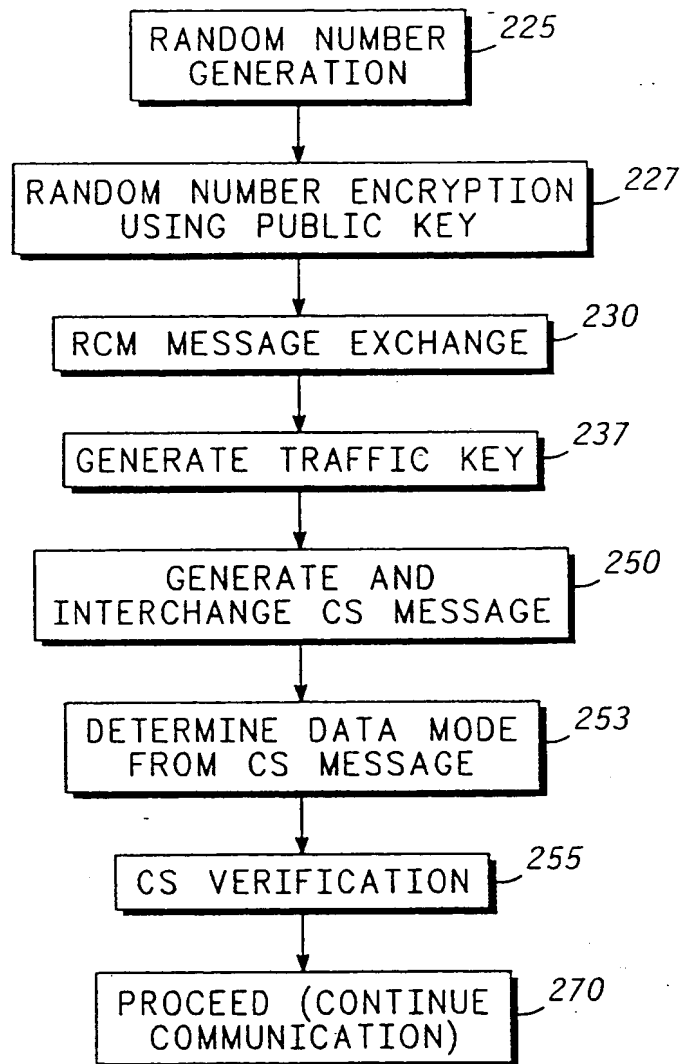 RANDOM NUMBER
GENERATION
225
RANDOM NUMBER ENCRYPTION
USING PUBLIC KEY
227
RCM MESSAGE EXCHANGE
230
GENERATE TRAFFIC KEY
237
GENERATE AND
INTERCHANGE CS MESSAGE
250
DETERMINE DATA MODE
FROM CS MESSAGE
253
CS VERIFICATION
255
PROCEED (CONTINUE
COMMUNICATION)
270